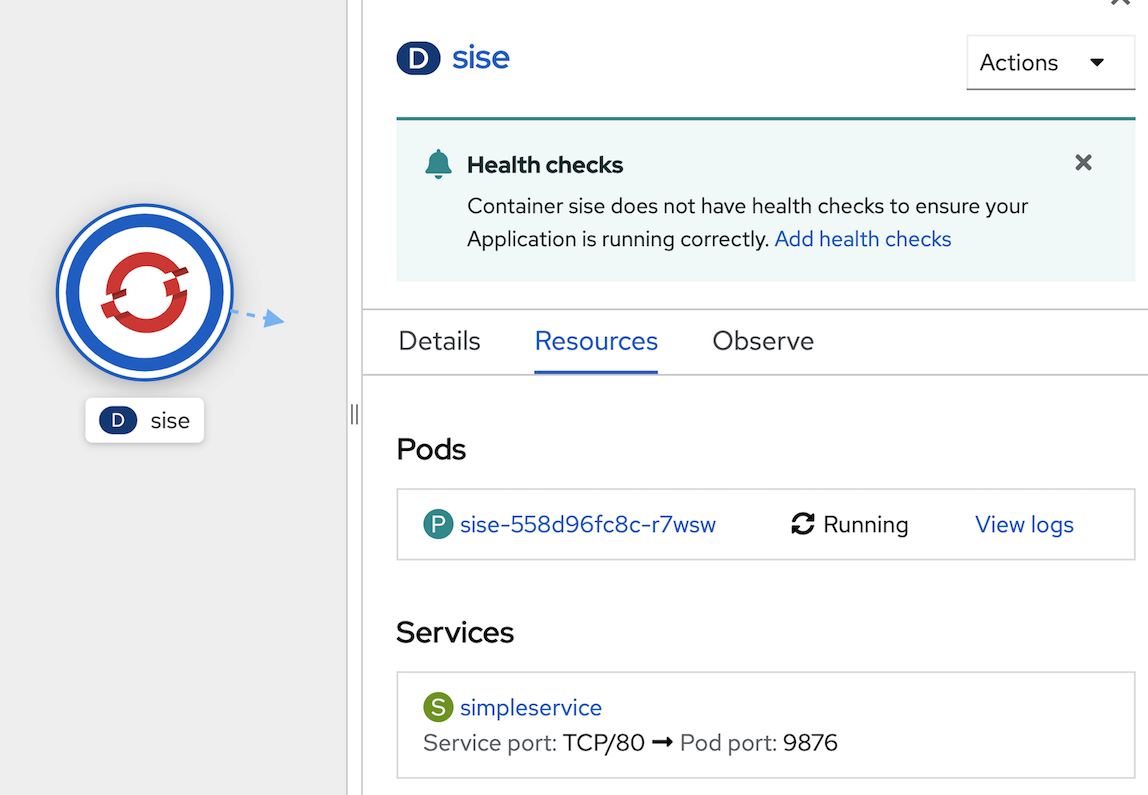 D sise
Actions
Health checks
Container sise does not have health checks to ensure your
Application is running correctly. Add health checks
D sise
Details Resources Observe
Pods
P sise-558d96fc8c-r7wsw Running View logs
Services
S simpleservice
Service port: TCP/80 → Pod port: 9876